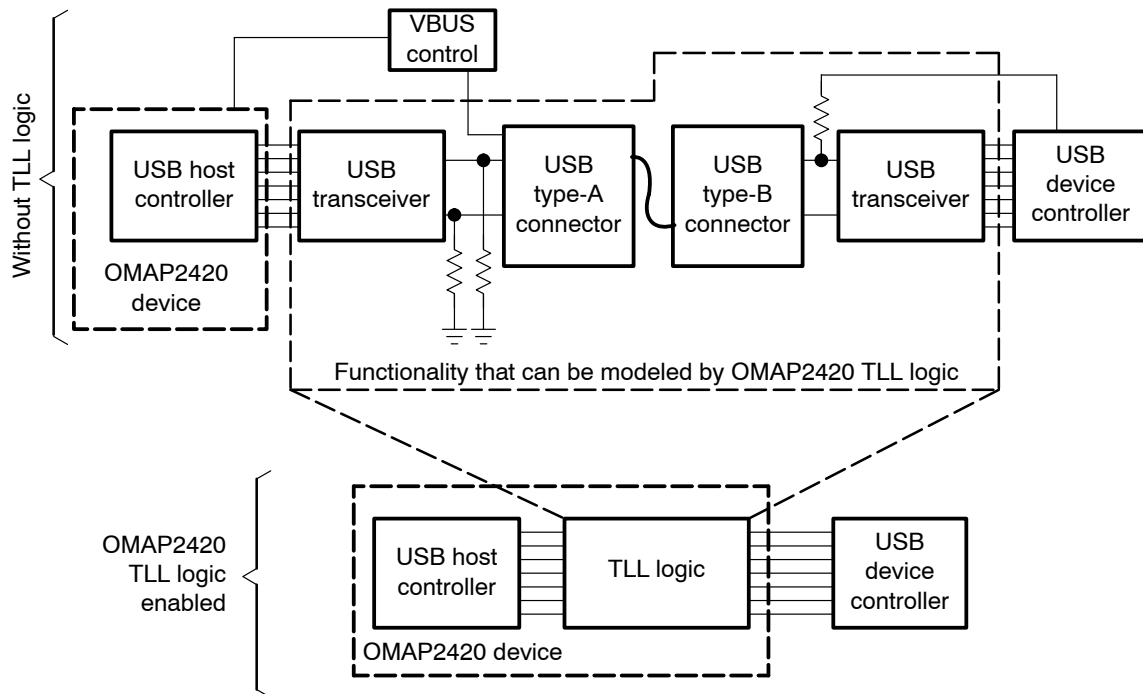 Without TLL logic
VBUS
control
USB host
controller
OMAP2420
device
USB
transceiver
USB
type-A
connector
USB
type-B
connector
USB
transceiver
USB
device
controller
Functionality that can be modeled by OMAP2420 TLL logic
OMAP2420
TLL logic
enabled
USB host
controller
TLL logic
USB
device
controller
OMAP2420 device